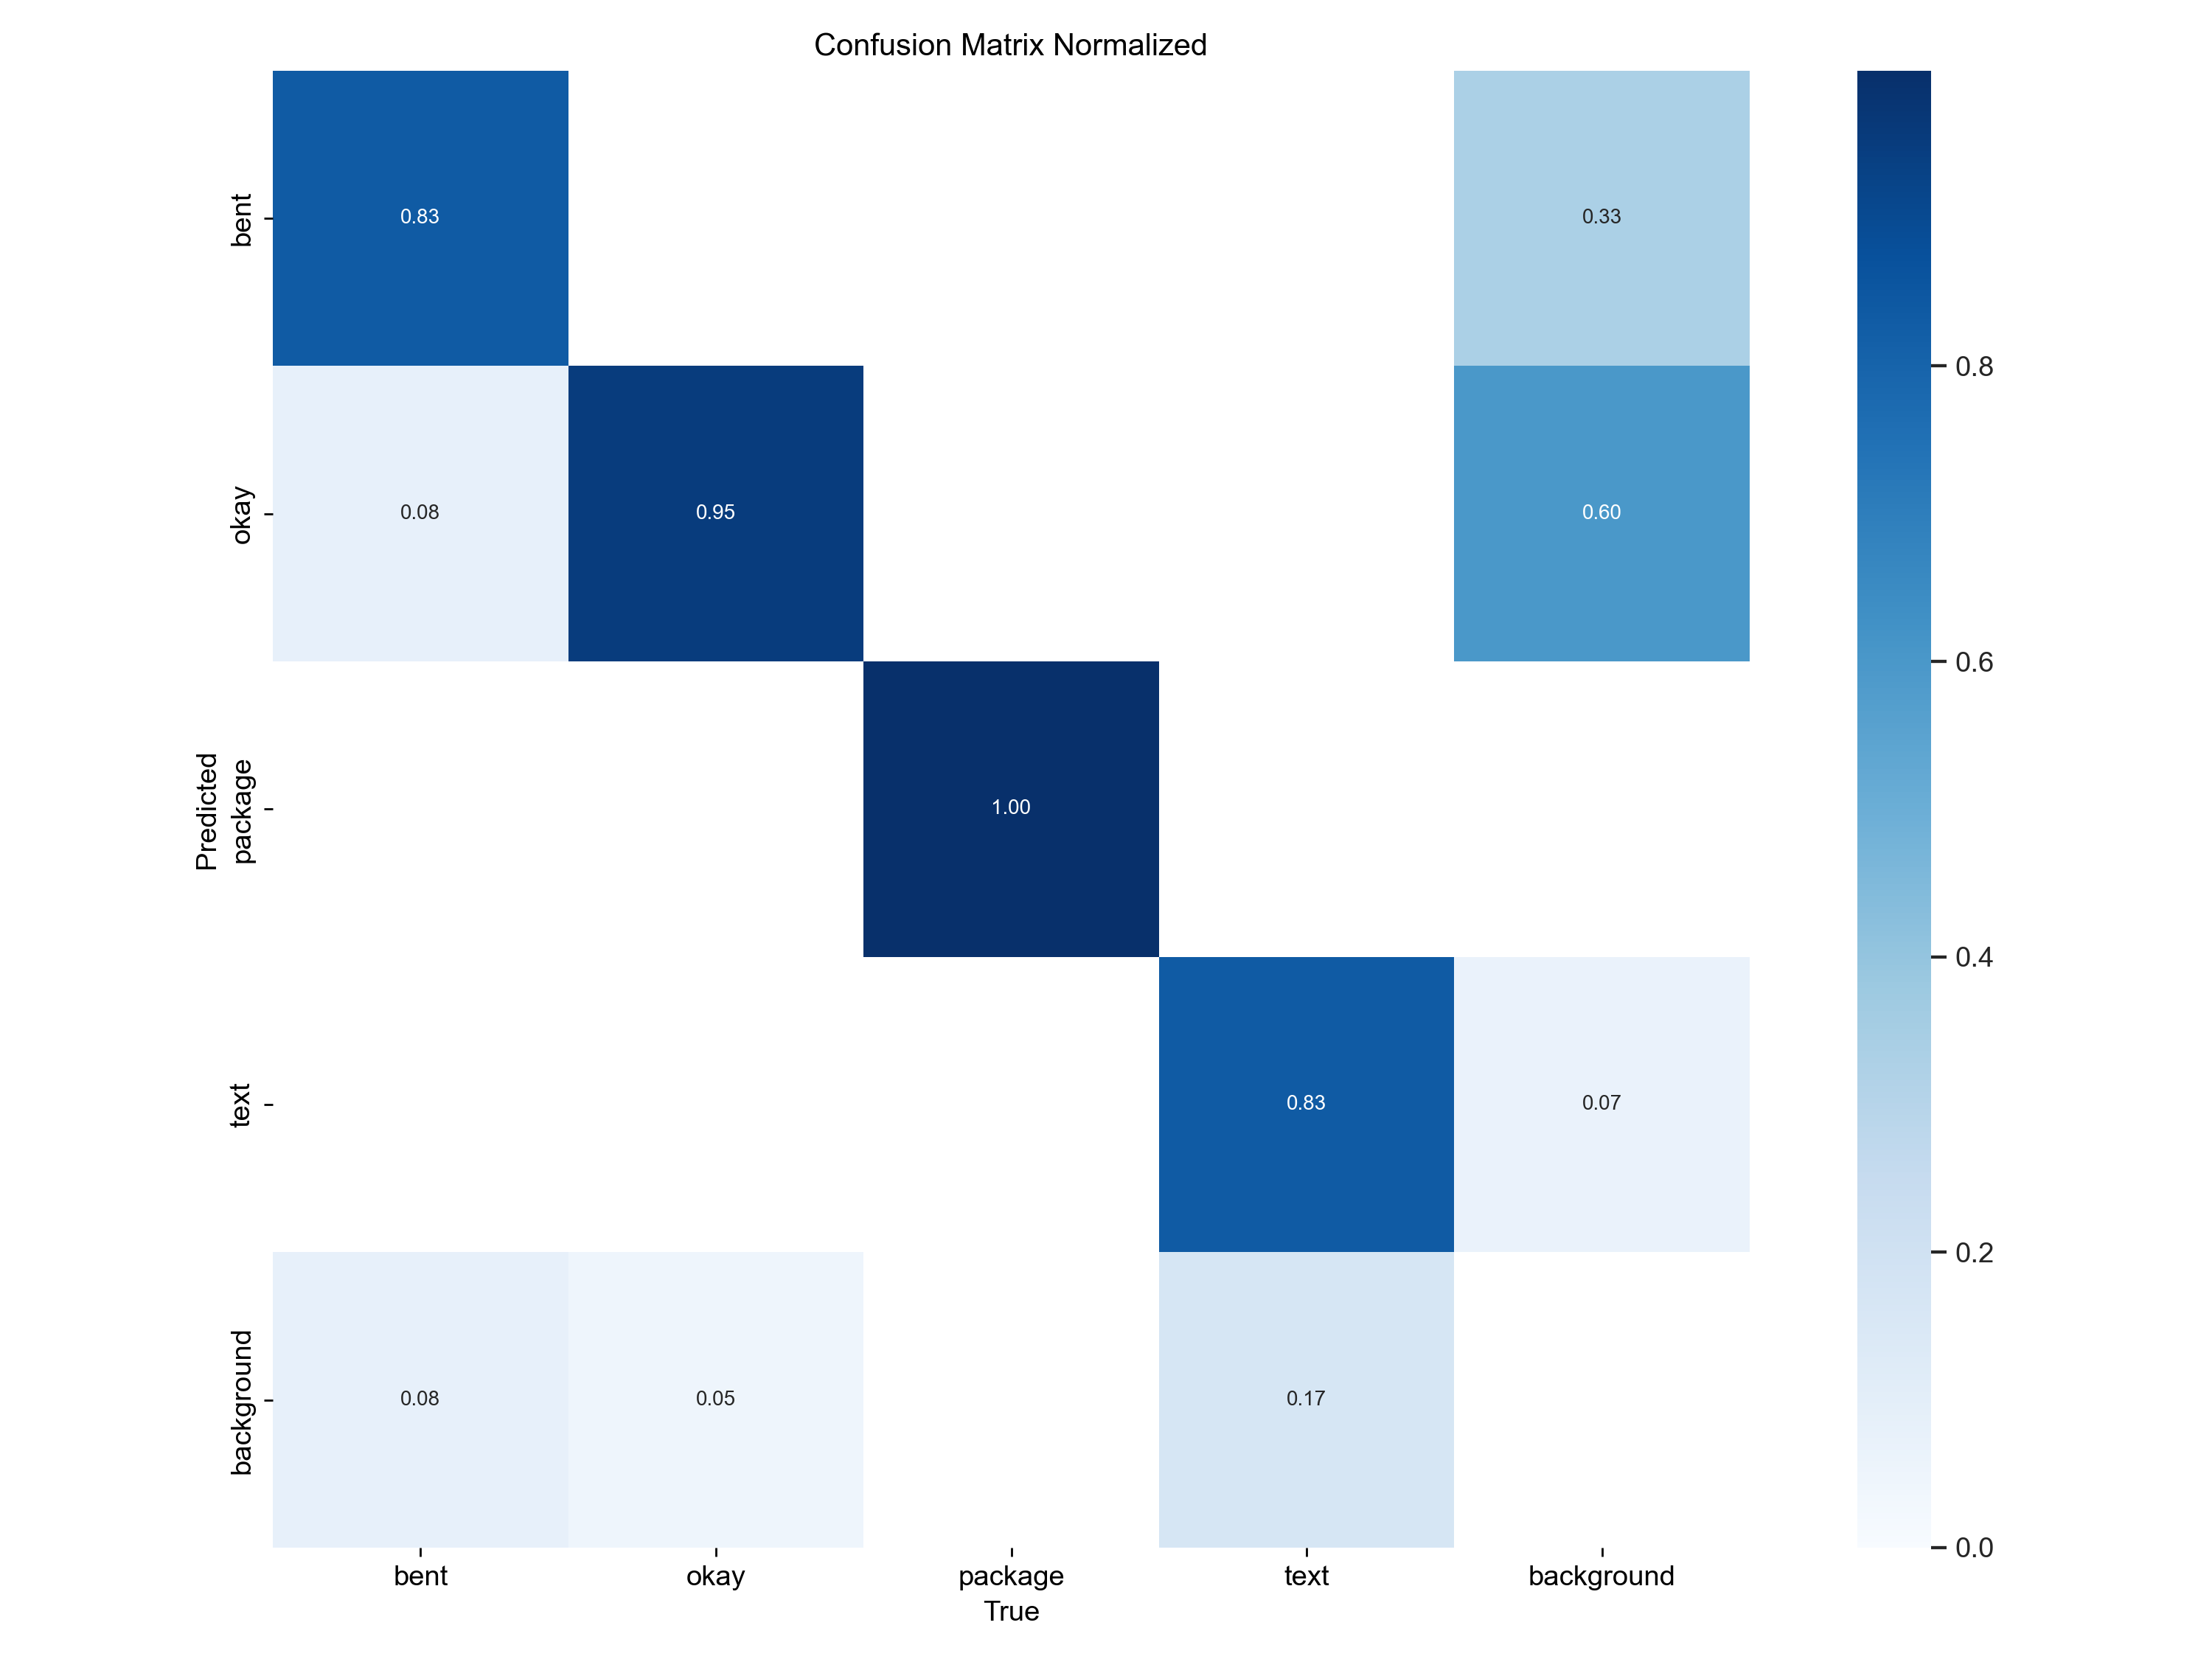 Confusion Matrix Normalized
bent
0.83
0.33
0.8
okay
0.08
0.95
0.60
0.6
Predicted
package
1.00
0.4
text
0.83
0.07
0.2
background
0.08
0.05
0.17
0.0
bent
okay
package
text
background
True